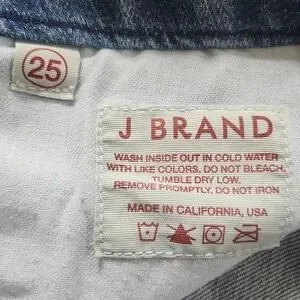 25
J BRAND
WASH INSIDE OUT IN COLD WATER
WITH LIKE COLORS, DO NOT BLEACH,
TUMBLE DRY LOW,
REMOVE PROMPTLY, DO NOT IRON
MADE IN CALIFORNIA, USA